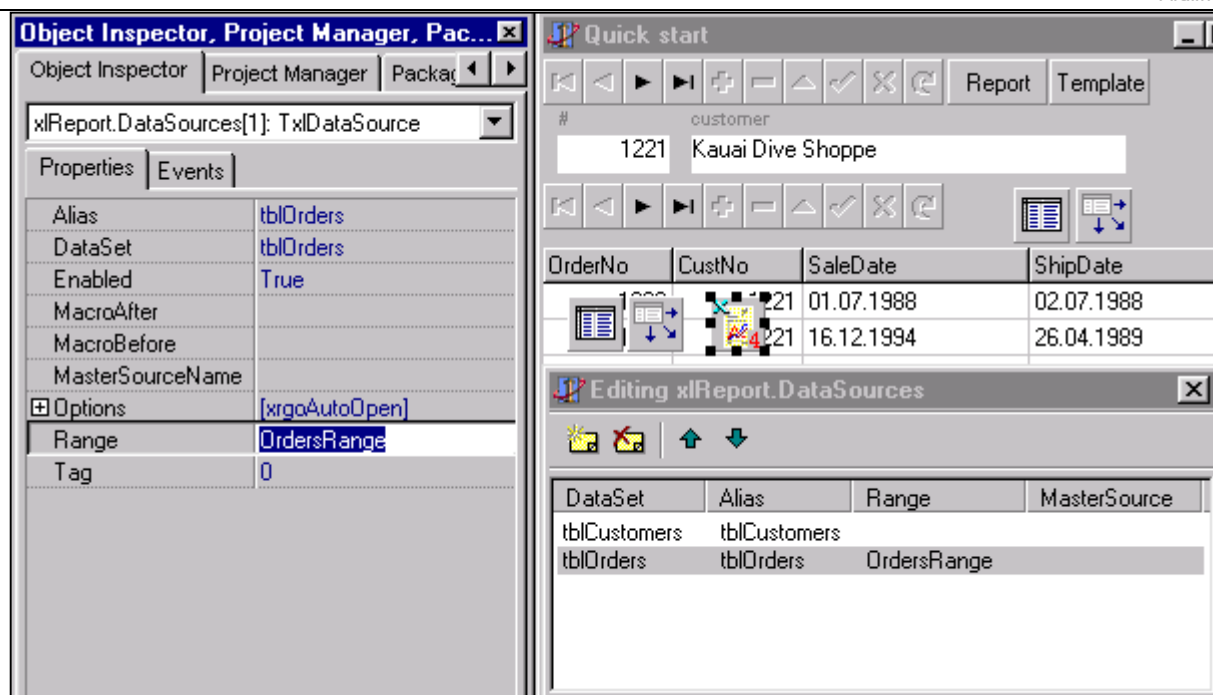 Object Inspector, Project Manager, Pac...
Object Inspector Project Manager
xlReport.DataSources[1]: TxlDataSource
Properties Events
Alias tblOrders
DataSet tblOrders
Enabled True
MacroAfter
MacroBefore
MasterSourceName
Options [xrgoAutoOpen]
Range OrdersRange
Tag 0
Quick start
Report Template
# customer
1221 Kauai Dive Shoppe
OrderNo CustNo SaleDate ShipDate
01.07.1988 02.07.1988
16.12.1994 26.04.1989
Editing xlReport.DataSources
DataSet Alias Range MasterSource
tblCustomers tblCustomers
tblOrders tblOrders OrdersRange